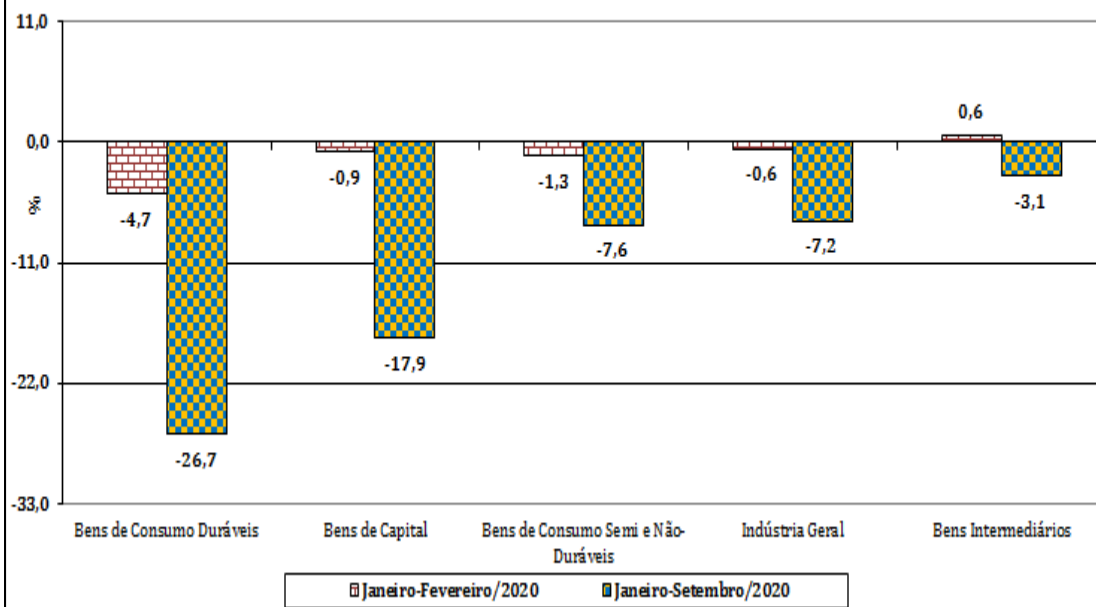 11,0
0,0
-11,0
-22,0
-33,0
%
-4,7
-26,7
-0,9
-17,9
-1,3
-7,6
-0,6
-7,2
0,6
-3,1
Bens de Consumo Duráveis
Bens de Capital
Bens de Consumo Semi e Não-
Duráveis
Indústria Geral
Bens Intermediários
Janeiro-Fevereiro/2020
Janeiro-Setembro/2020